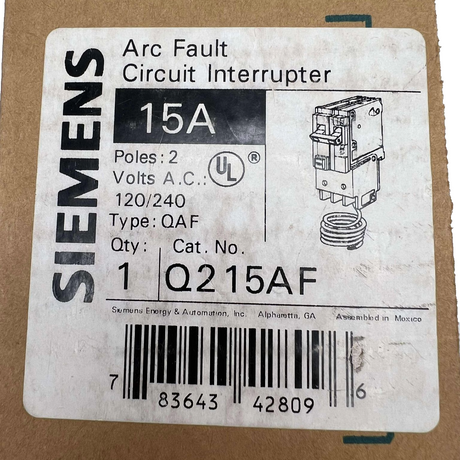 SIEMENS
Arc Fault
Circuit Interrupter
15A
Poles: 2
Volts A.C.:
120/240
Type: QAF
UL ®
Qty: Cat. No.
1 Q215AF
Siemens Energy & Automation, Inc. Alpharetta, GA Assembled in Mexico
7 83643 42809 6